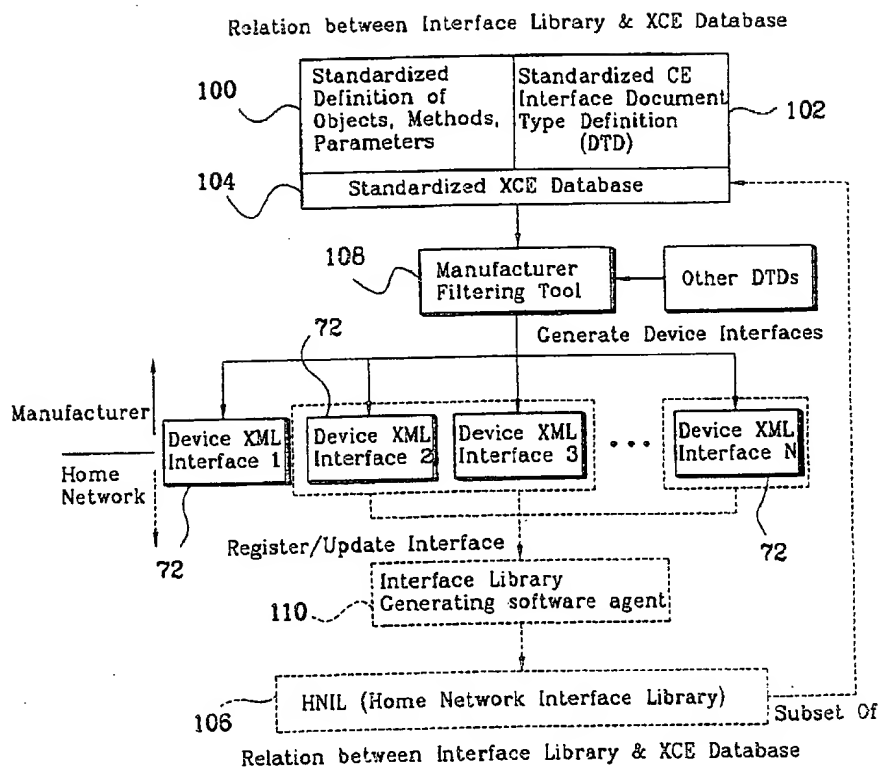 Relation between Interface Library & XCE Database
Standardized
Definition of
Objects, Methods,
Parameters
Standardized CE
Interface Document
Type Definition
(DTD)
100
102
104
Standardized XCE Database
108
Manufacturer
Filtering Tool
Other DTDs
Generate Device Interfaces
72
Manufacturer
Home
Network
Device XML
Interface 1
Device XML
Interface 2
Device XML
Interface 3
Device XML
Interface N
72
72
Register/Update Interface
Interface Library
Generating software agent
110
HNIL (Home Network Interface Library)
106
Subset Of
Relation between Interface Library & XCE Database